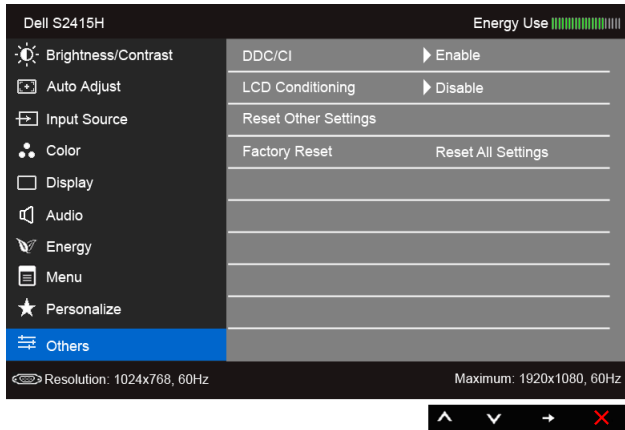 Dell S2415H Energy Use
Brightness/Contrast DDC/CI Enable
Auto Adjust LCD Conditioning Disable
Input Source Reset Other Settings
Color Factory Reset Reset All Settings
Display
Audio
Energy
Menu
Personalize
Others
Resolution: 1024x768, 60Hz Maximum: 1920x1080, 60Hz